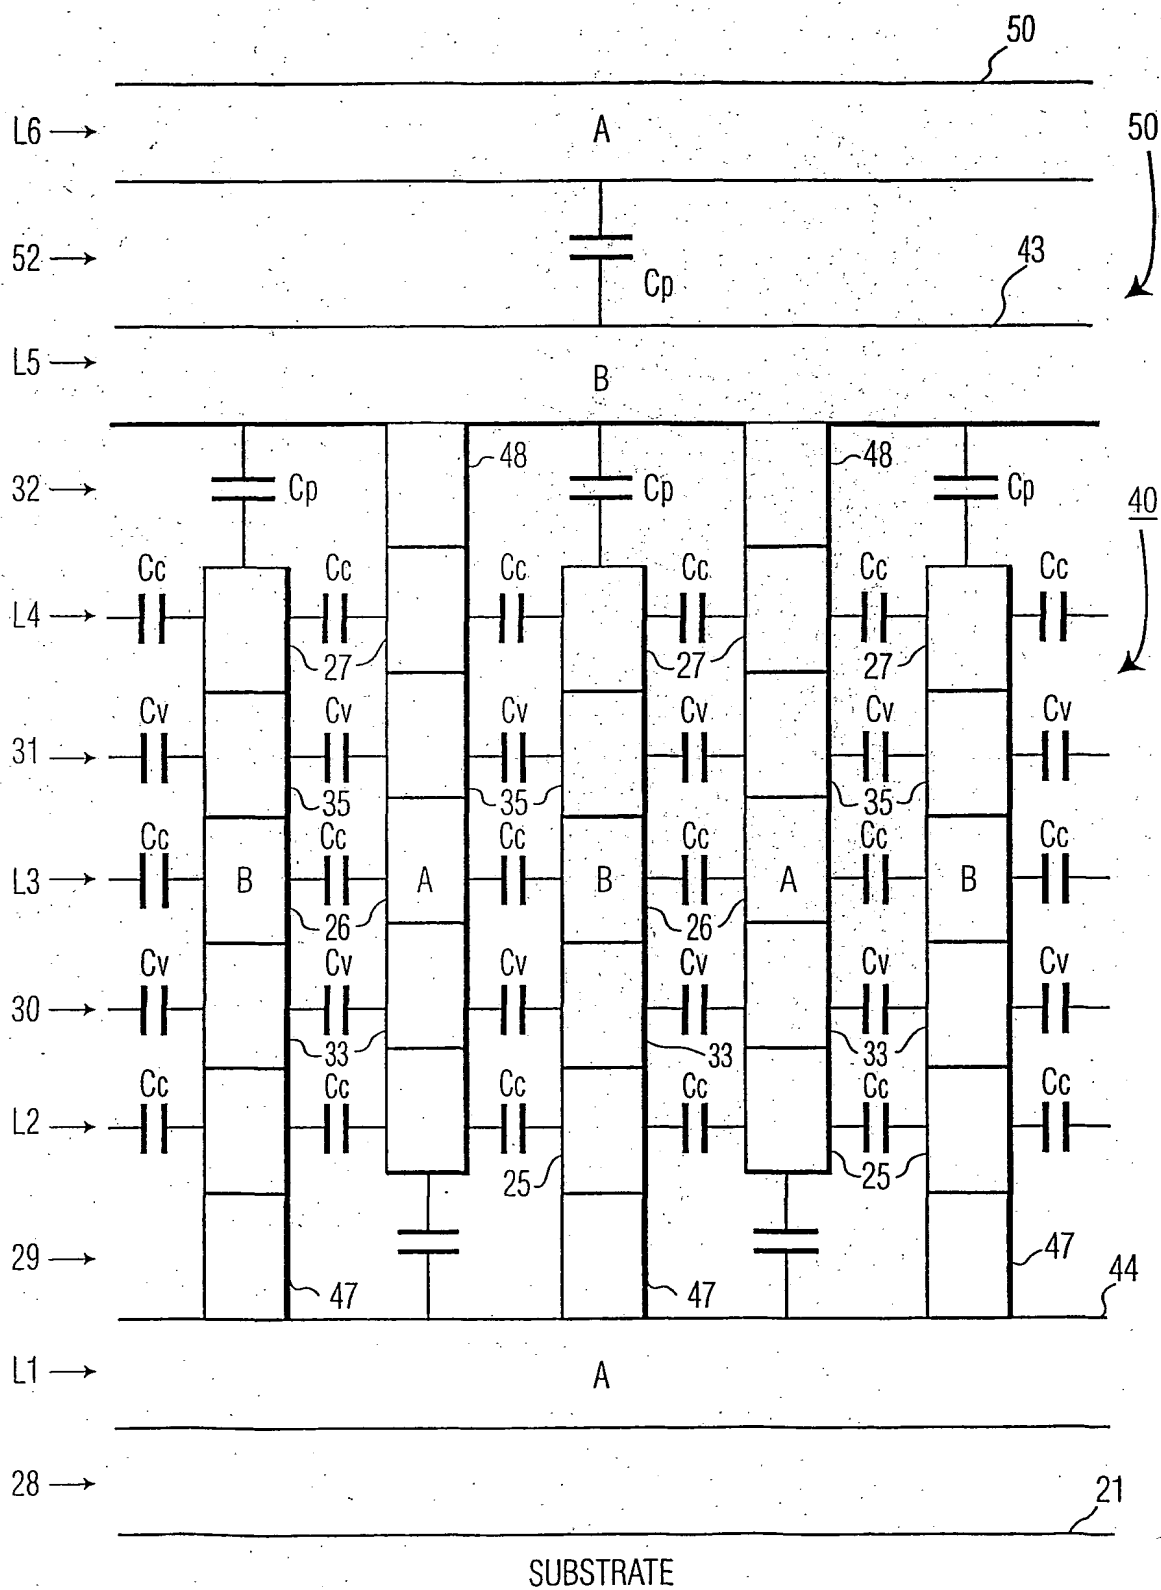 50
L6 A 50
52 Cp 43
L5 B
48 48
32 Cp Cp Cp 40
Cc Cc Cc Cc Cc Cc
L4
27 27 27
Cv Cv Cv Cv Cv Cv
31
35 35 35
Cc Cc Cc Cc Cc Cc
L3 B A B A B
26 26
Cv Cv Cv Cv Cv Cv
30
33 33 33
Cc Cc Cc Cc Cc Cc
L2
25 25
29 47 47 47 44
L1 A
28 21
SUBSTRATE